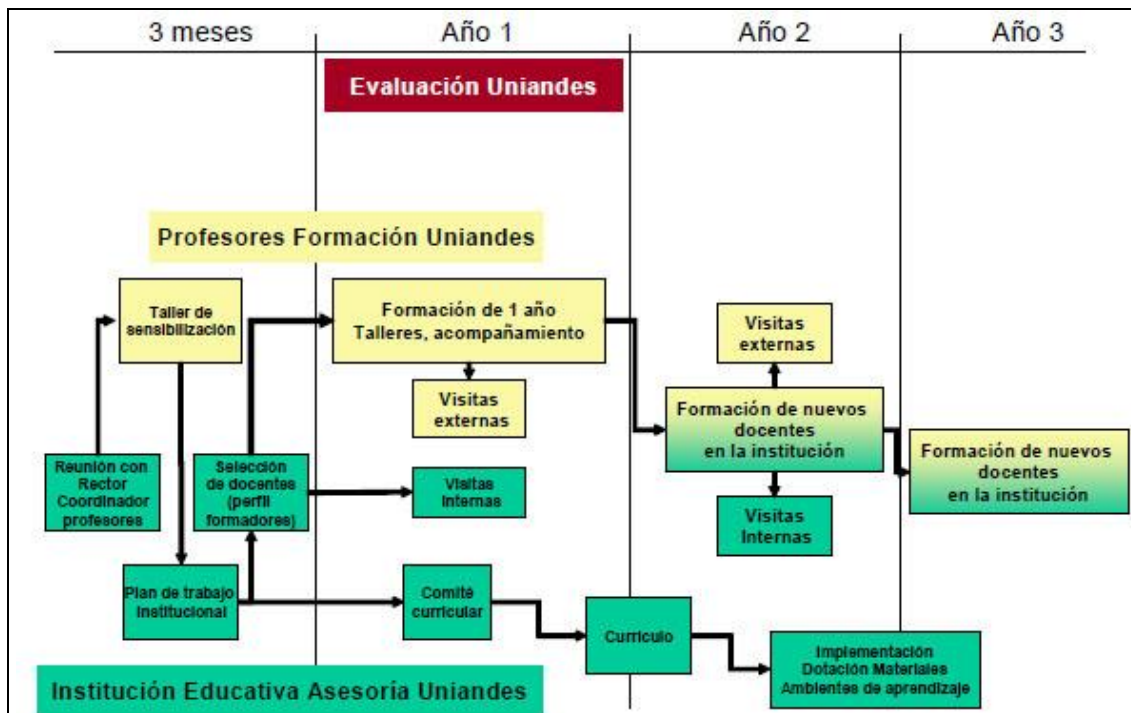 3 meses
Año 1
Año 2
Año 3
Evaluación Uniandes
Profesores Formación Uniandes
Taller de
sensibilización
Formación de 1 año
Talleres, acompañamiento
Visitas
externas
Visitas
externas
Formación de nuevos
docentes
en la institución
Formación de nuevos
docentes
en la institución
Reunión con
Rector
Coordinador
profesores
Selección
de docentes
(perfil
formadores)
Visitas
Internas
Visitas
Internas
Plan de trabajo
Institucional
Comité
curricular
Currículo
Implementación
Dotación Materiales
Ambientes de aprendizaje
Institución Educativa Asesoría Uniandes